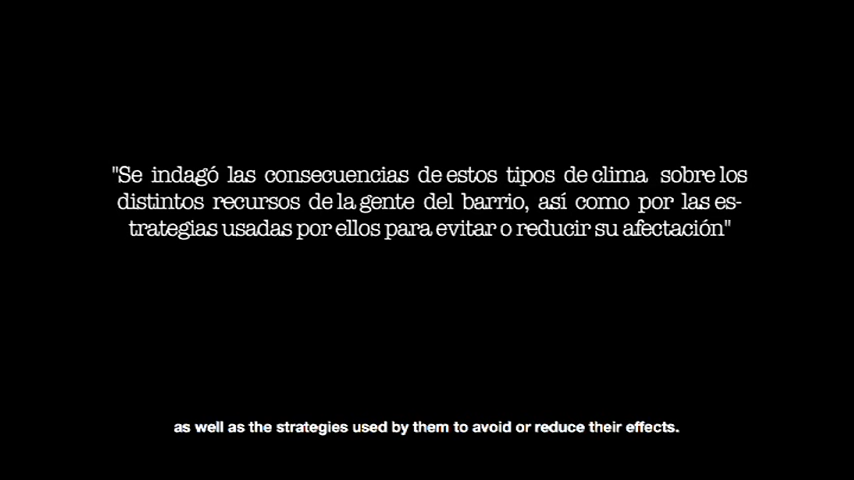 "Se indagó las consecuencias de estos tipos de clima sobre los
distintos recursos de la gente del barrio, así como por las es-
trategias usadas por ellos para evitar o reducir su afectación"
as well as the strategies used by them to avoid or reduce their effects.